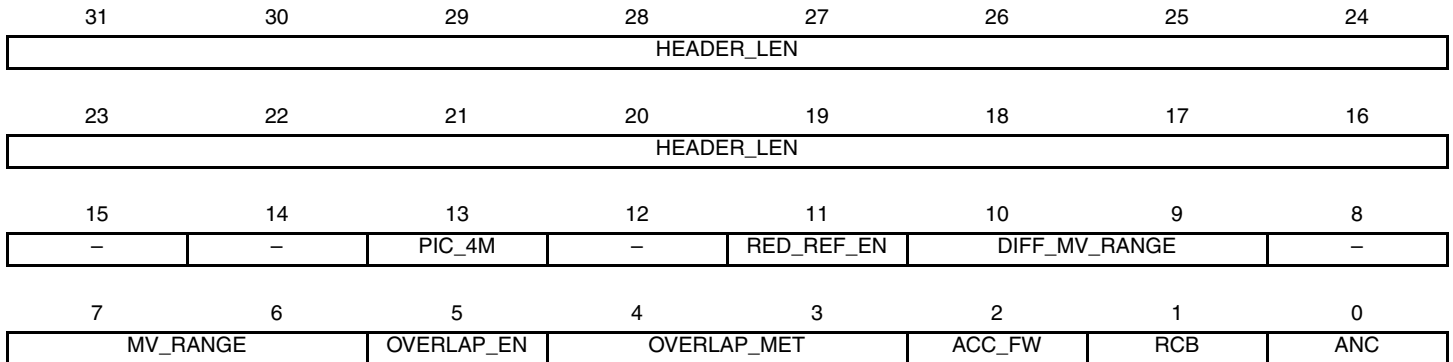 31 30 29 28 27 26 25 24
HEADER_LEN
23 22 21 20 19 18 17 16
HEADER_LEN
15 14 13 12 11 10 9 8
– – PIC_4M – RED_REF_EN DIFF_MV_RANGE –
7 6 5 4 3 2 1 0
MV_RANGE OVERLAP_EN OVERLAP_MET ACC_FW RCB ANC